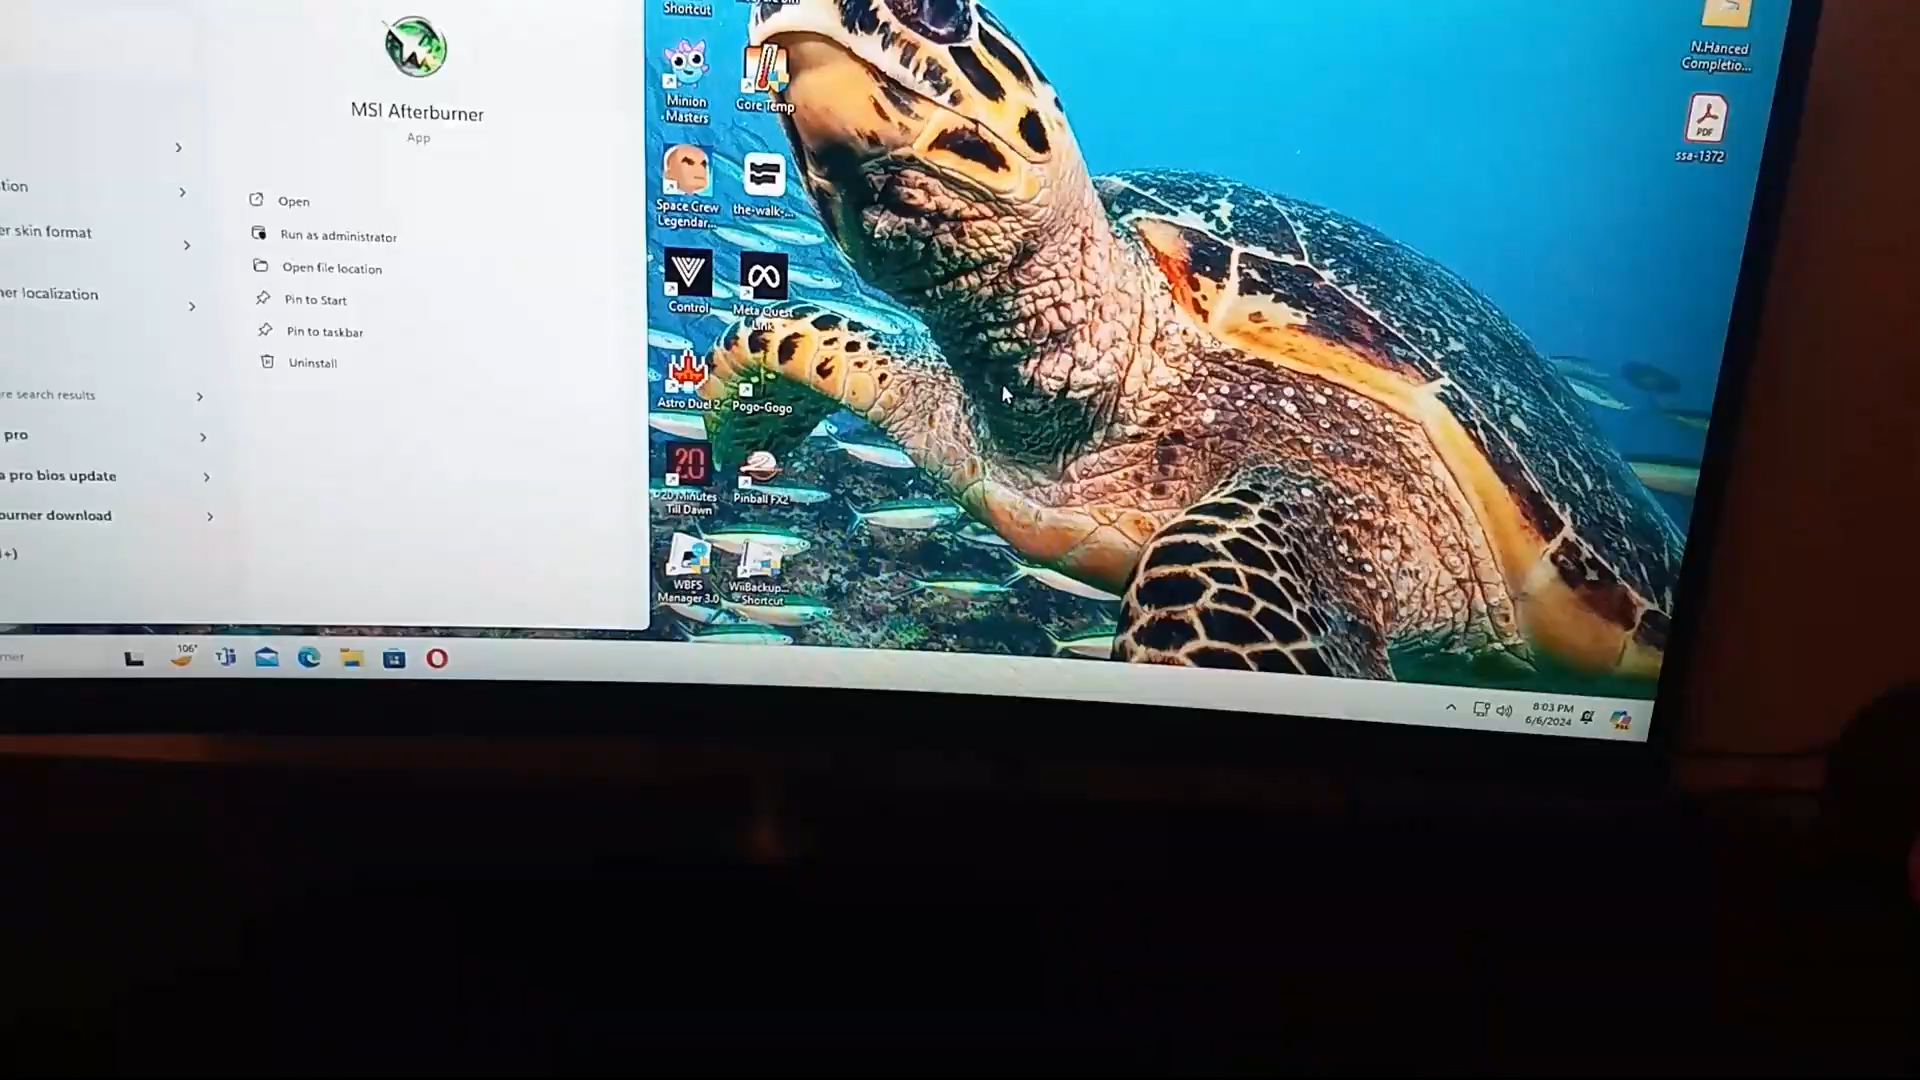 MSI Afterburner
App
Open
Run as administrator
Open file location
Pin to Start
Pin to taskbar
Uninstall
tion
er skin format
ner localization
re search results
pro
a pro bios update
burner download
+)
Shortcut
Minion
Masters
Core Temp
Space Crew
Legendar...
the-walk-...
Control
Meta Quest
Link
Astro Duel 2
Pogo-Gogo
20
20 Minutes
Till Dawn
Pinball FX2
WBFS
Manager 3.0
WiiBackup...
- Shortcut
N.Hanced
Completio...
PDF
ssa-1372
106°
8:03 PM
6/6/2024